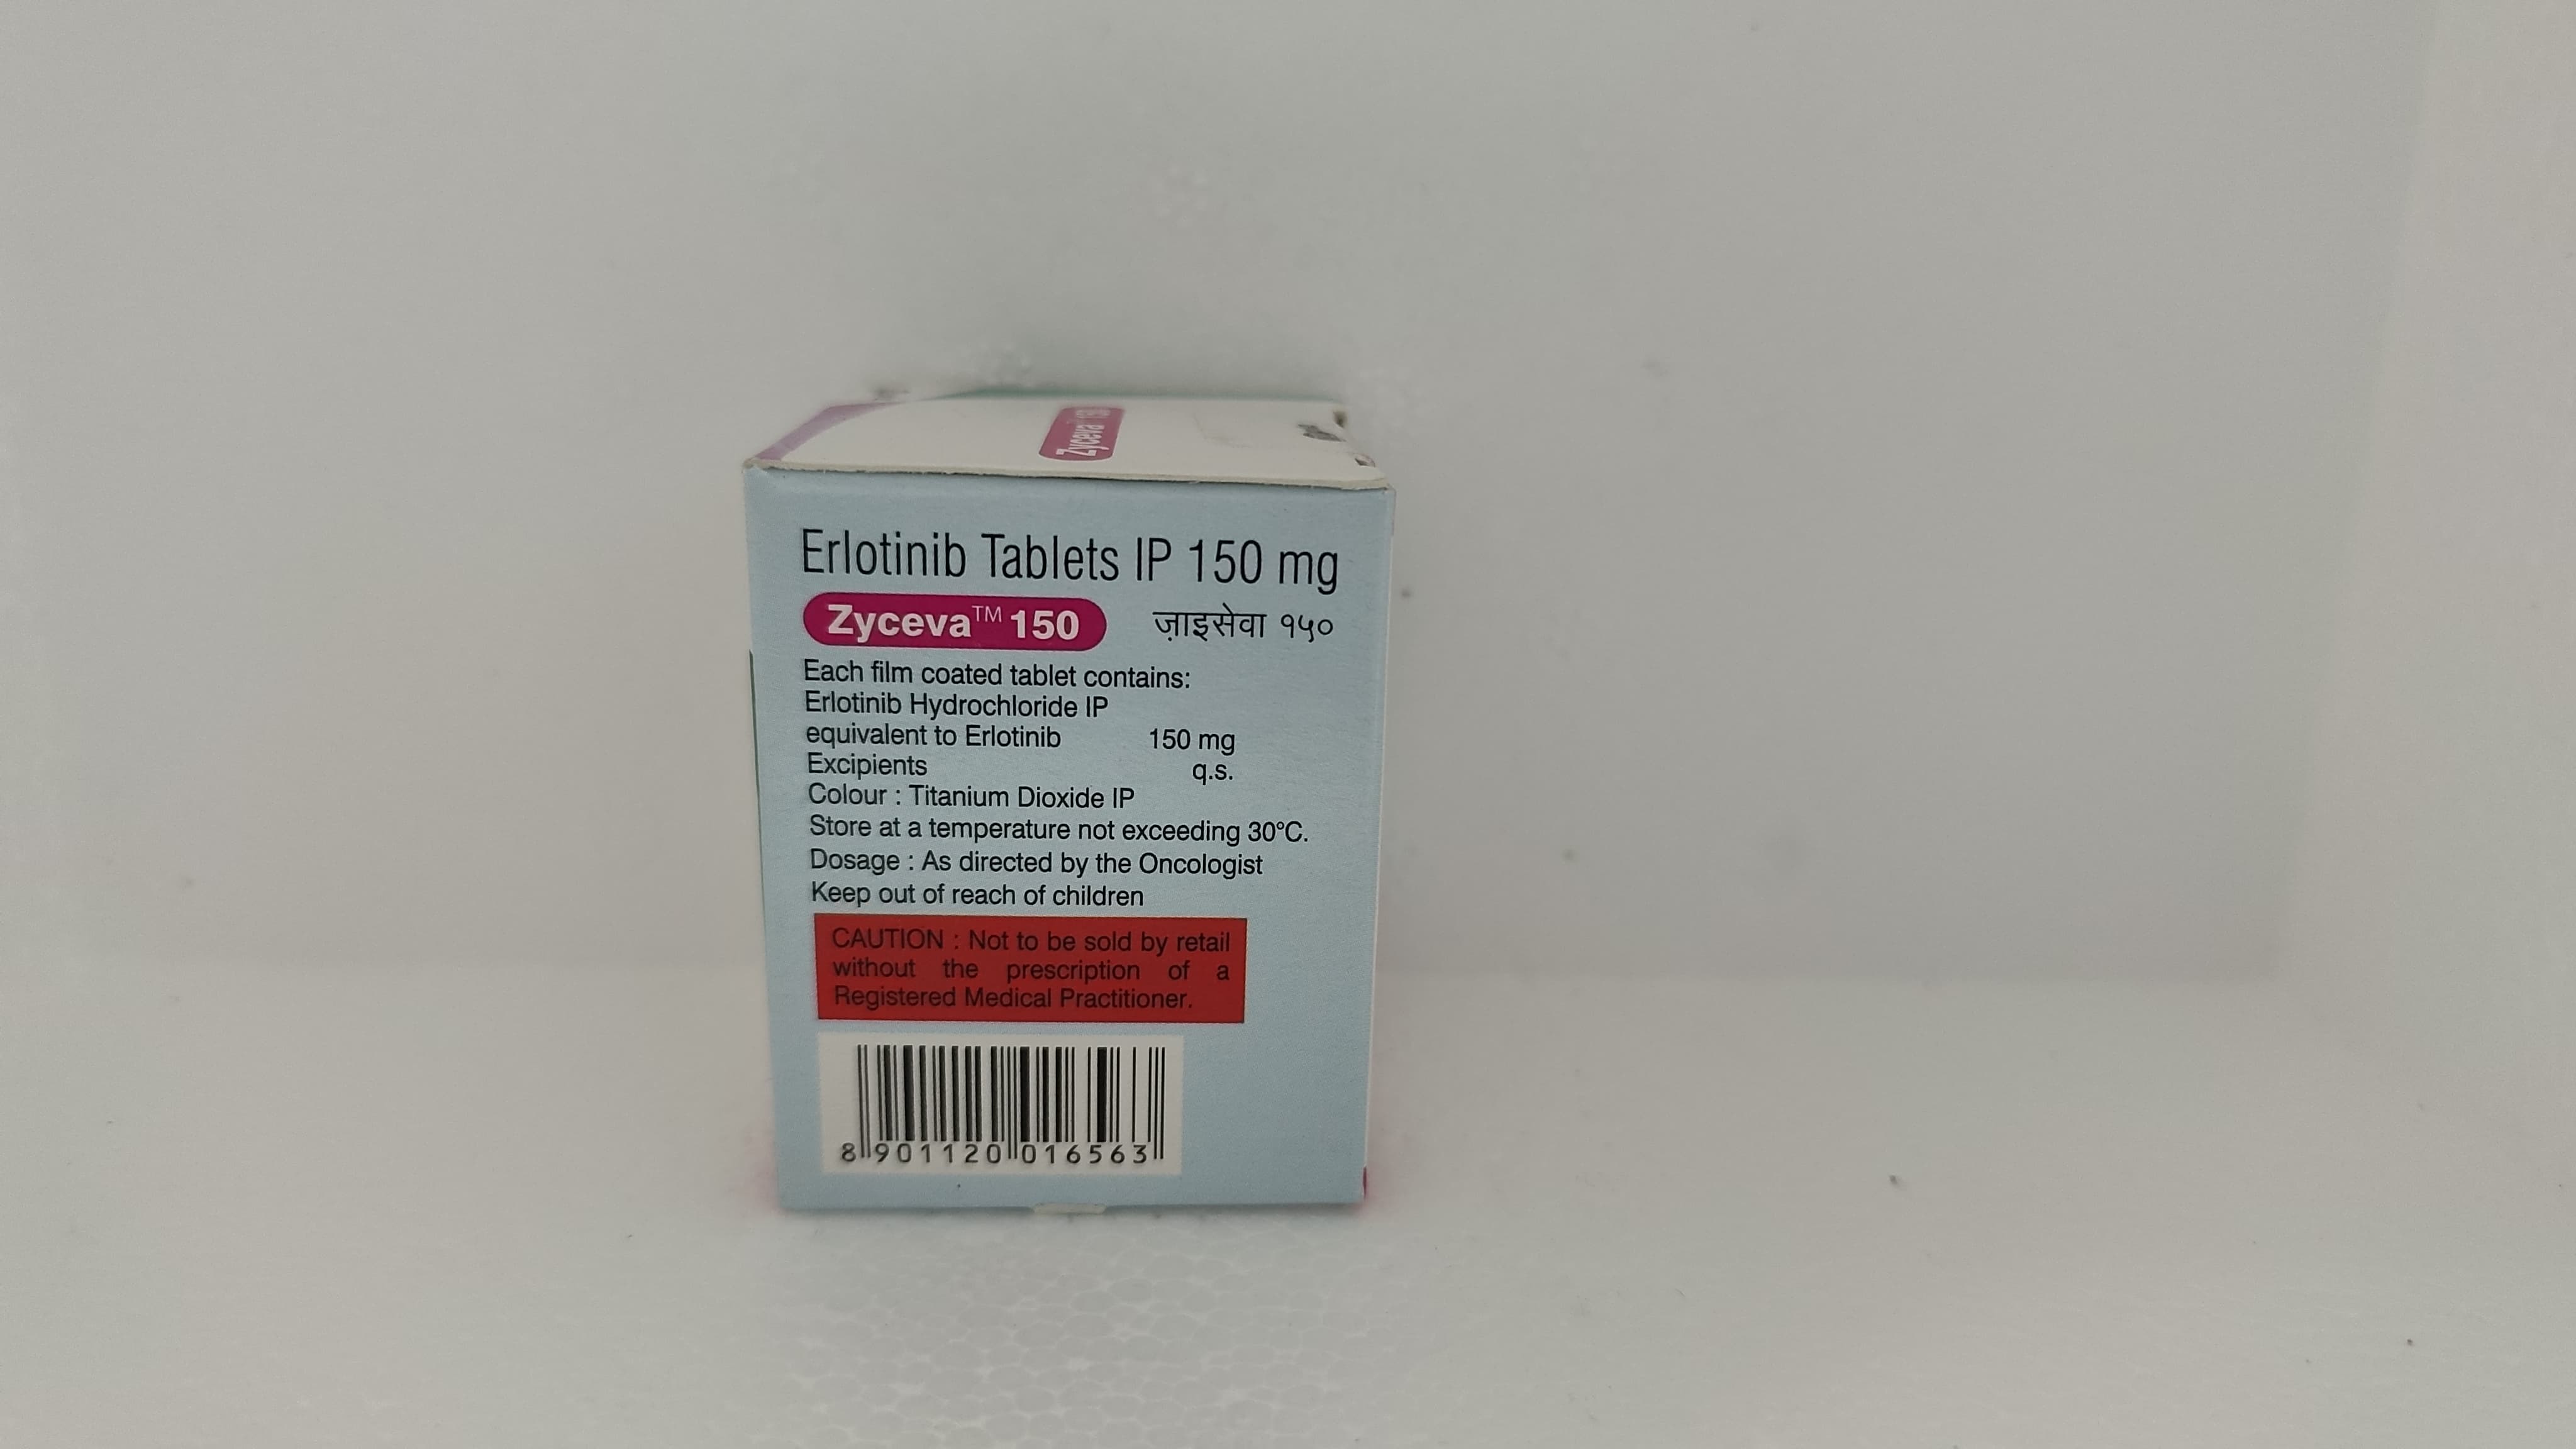 Zyceva 150
Erlotinib Tablets IP 150 mg
Zyceva™ 150 ज़ाइसेवा १५०
Each film coated tablet contains:
Erlotinib Hydrochloride IP
equivalent to Erlotinib 150 mg
Excipients q.s.
Colour : Titanium Dioxide IP
Store at a temperature not exceeding 30°C.
Dosage : As directed by the Oncologist
Keep out of reach of children
CAUTION : Not to be sold by retail
without the prescription of a
Registered Medical Practitioner.
8 901120 016563